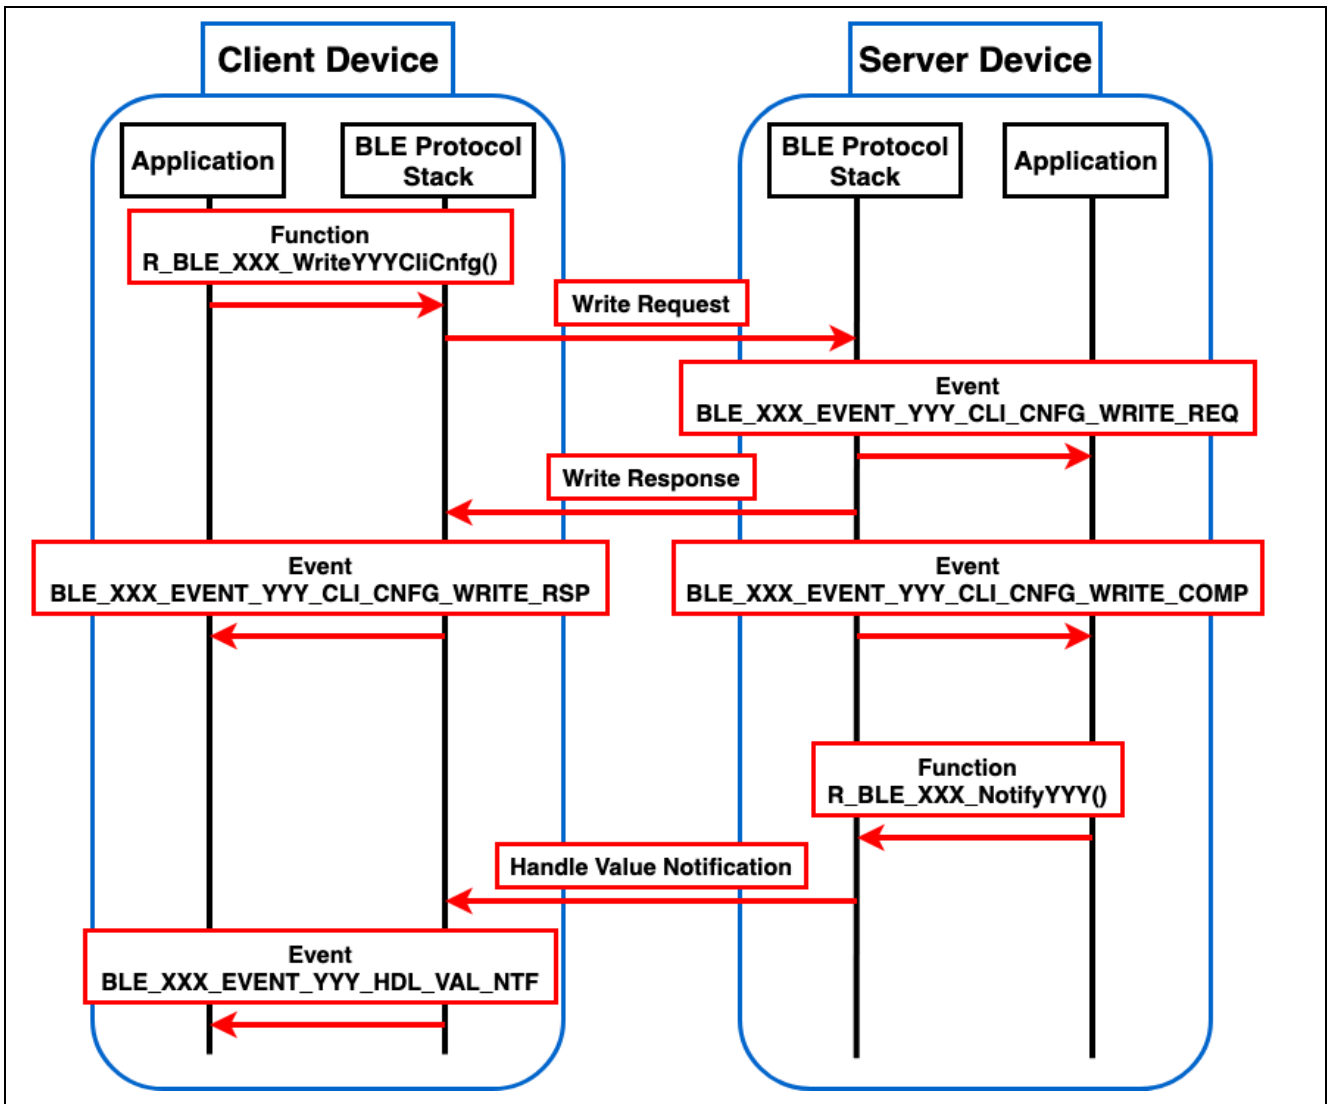 Client Device
Server Device
Application
BLE Protocol
Stack
BLE Protocol
Stack
Application
Function
R_BLE_XXX_WriteYYYCliCnfg()
Write Request
Event
BLE_XXX_EVENT_YYY_CLI_CNFG_WRITE_REQ
Write Response
Event
BLE_XXX_EVENT_YYY_CLI_CNFG_WRITE_RSP
Event
BLE_XXX_EVENT_YYY_CLI_CNFG_WRITE_COMP
Function
R_BLE_XXX_NotifyYYY()
Handle Value Notification
Event
BLE_XXX_EVENT_YYY_HDL_VAL_NTF